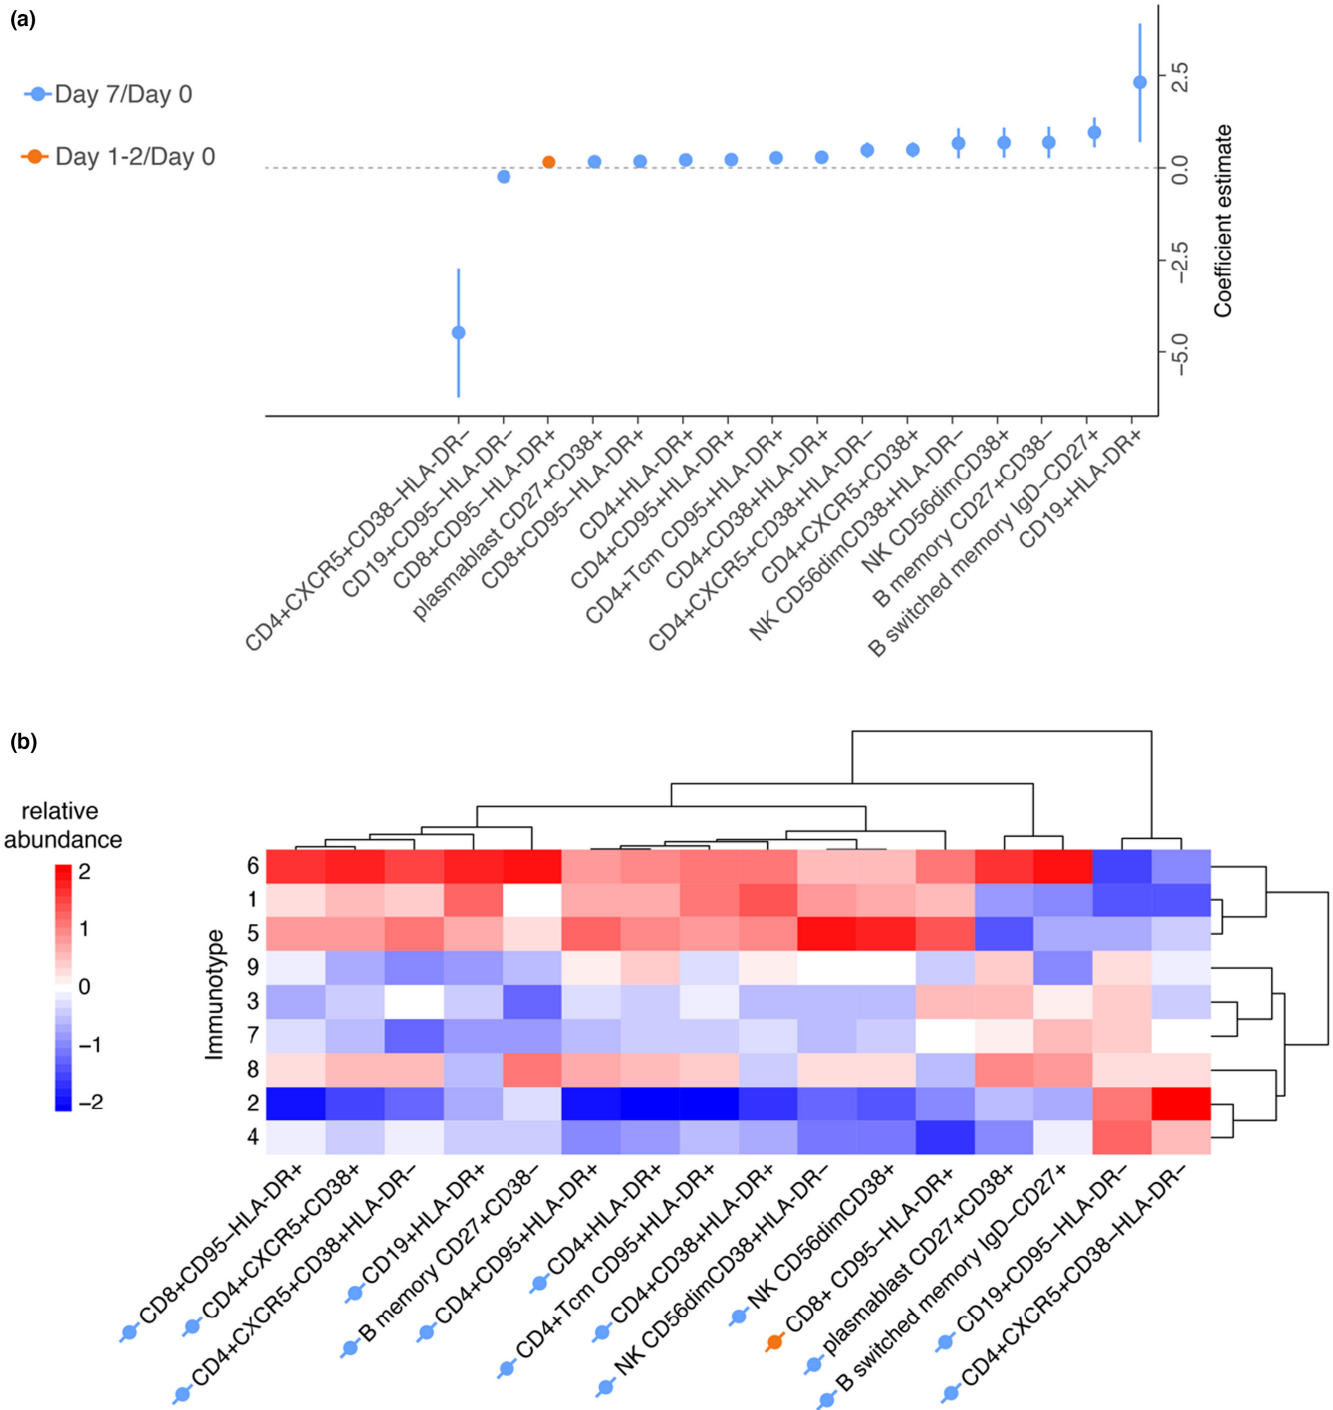 (a)
Day 7/Day 0
Day 1-2/Day 0
2.5
0.0
−2.5
−5.0
Coefficient estimate
CD4+CXCR5+CD38−HLA-DR−
CD19+CD95−HLA-DR−
CD8+CD95−HLA-DR+
plasmablast CD27+CD38+
CD8+CD95−HLA-DR+
CD4+HLA-DR+
CD4+CD95+HLA-DR+
CD4+Tcm CD95+HLA-DR+
CD4+CD38+HLA-DR+
CD4+CXCR5+CD38+HLA-DR−
CD4+CXCR5+CD38+
NK CD56dimCD38+HLA-DR−
NK CD56dimCD38+
B memory CD27+CD38−
B switched memory IgD−CD27+
CD19+HLA-DR+
(b)
relative
abundance
2
1
0
−1
−2
Immunotype
6
1
5
9
3
7
8
2
4
CD8+CD95−HLA-DR+
CD4+CXCR5+CD38+
CD4+CXCR5+CD38+HLA-DR−
CD19+HLA-DR+
B memory CD27+CD38−
CD4+CD95+HLA-DR+
CD4+HLA-DR+
CD4+Tcm CD95+HLA-DR+
CD4+CD38+HLA-DR+
NK CD56dimCD38+HLA-DR−
NK CD56dimCD38+
CD8+ CD95−HLA-DR+
plasmablast CD27+CD38+
B switched memory IgD−CD27+
CD19+CD95−HLA-DR−
CD4+CXCR5+CD38−HLA-DR−